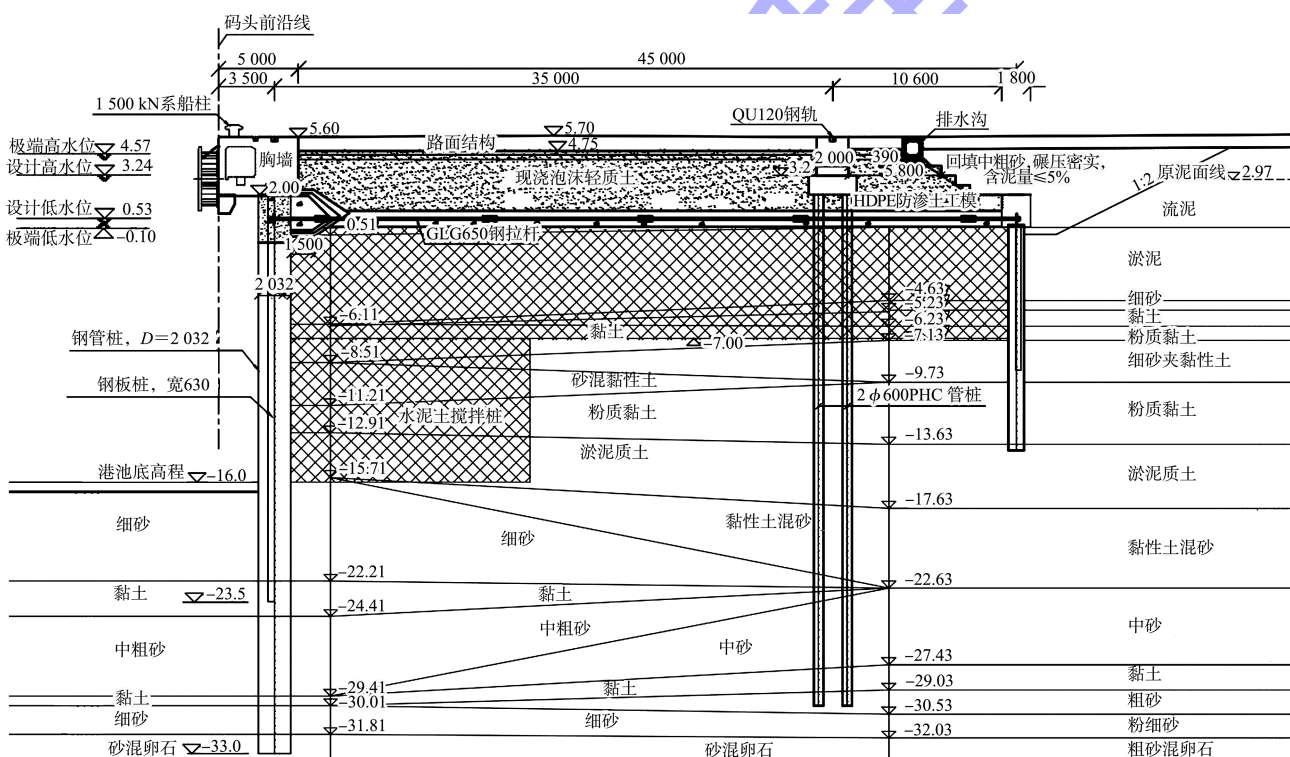 码头前沿线
5 000
45 000
3 500
35 000
10 600
1 800
1 500 kN系船柱
QU120钢轨
排水沟
极端高水位 4.57
设计高水位 3.24
5.60
路面结构
5.70
4.75
胸墙
现浇泡沫轻质土
3.2
2 000
390
5.800
回填中粗砂,碾压密实,
含泥量≤5%
1:2
原泥面线 2.97
2.00
HDPE防渗土工模
流泥
设计低水位 0.53
极端低水位 -0.10
0.51
GLG650钢拉杆
1.500
淤泥
2 032
-4.63
细砂
-5.23
-6.11
-6.23
黏土
黏土
-7.00
-7.13
粉质黏土
钢管桩,D=2 032
-8.51
细砂夹黏性土
砂混黏性土
-9.73
钢板桩,宽630
-11.21
2ϕ600PHC 管桩
水泥土搅拌桩
粉质黏土
粉质黏土
-12.91
-13.63
淤泥质土
港池底高程 -16.0
-15.71
淤泥质土
-17.63
细砂
细砂
黏性土混砂
黏性土混砂
-22.21
-22.63
黏土
-23.5
黏土
-24.41
中粗砂
中粗砂
中砂
中砂
-27.43
黏土
-29.41
黏土
-29.03
黏土
-30.01
粗砂
-30.53
细砂
细砂
粉细砂
-31.81
-32.03
砂混卵石 -33.0
砂混卵石
粗砂混卵石